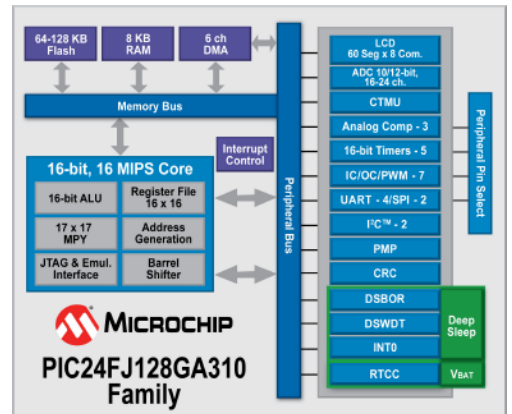 64-128 KB
Flash
8 KB
RAM
6 ch
DMA
Memory Bus
16-bit, 16 MIPS Core
16-bit ALU
Register File
16 x 16
17 x 17
MPY
Address
Generation
JTAG & Emul.
Interface
Barrel
Shifter
Interrupt
Control
Peripheral Bus
LCD
60 Seg x 8 Com.
ADC 10/12-bit,
16-24 ch.
CTMU
Analog Comp - 3
16-bit Timers - 5
IC/OC/PWM - 7
UART - 4/SPI - 2
I²C™ - 2
PMP
CRC
DSBOR
DSWDT
INT0
RTCC
Peripheral Pin Select
Deep
Sleep
VBAT
MICROCHIP
PIC24FJ128GA310
Family